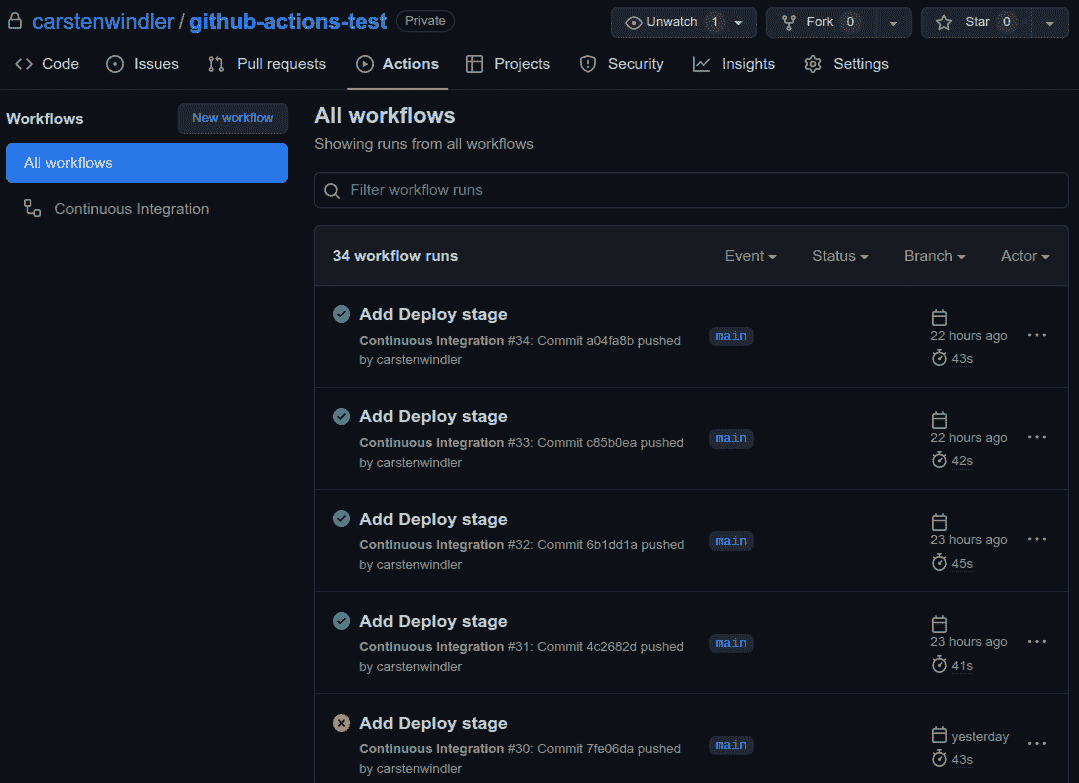 carstenwindler / github-actions-test Private Unwatch 1 Fork 0 Star 0
Code Issues Pull requests Actions Projects Security Insights Settings
Workflows New workflow
All workflows
Continuous Integration
All workflows
Showing runs from all workflows
Filter workflow runs
34 workflow runs Event Status Branch Actor
Add Deploy stage
Continuous Integration #34: Commit a04fa8b pushed
by carstenwindler
main
22 hours ago
43s
Add Deploy stage
Continuous Integration #33: Commit c85b0ea pushed
by carstenwindler
main
22 hours ago
42s
Add Deploy stage
Continuous Integration #32: Commit 6b1dd1a pushed
by carstenwindler
main
23 hours ago
45s
Add Deploy stage
Continuous Integration #31: Commit 4c2682d pushed
by carstenwindler
main
23 hours ago
41s
Add Deploy stage
Continuous Integration #30: Commit 7fe06da pushed
by carstenwindler
main
yesterday
43s